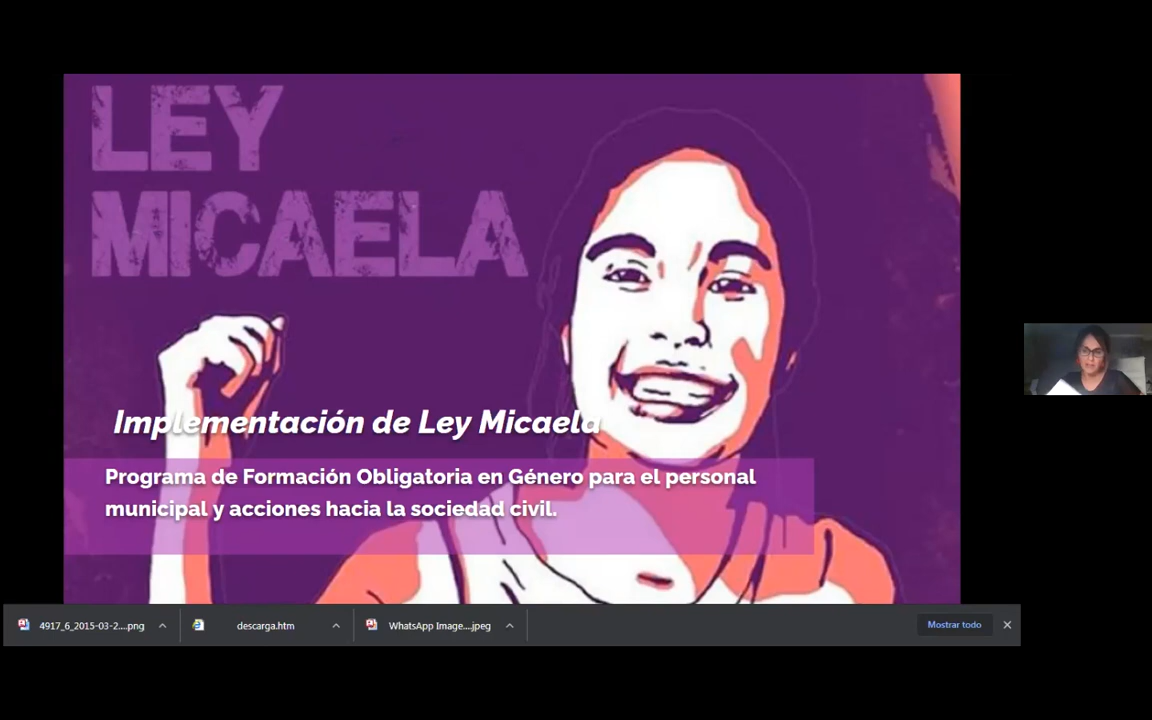 LEY
MICAELA
Implementación de Ley Micaela
Programa de Formación Obligatoria en Género para el personal
municipal y acciones hacia la sociedad civil.
4917_6_2015-03-2....png
descarga.htm
WhatsApp Image....jpeg
Mostrar todo